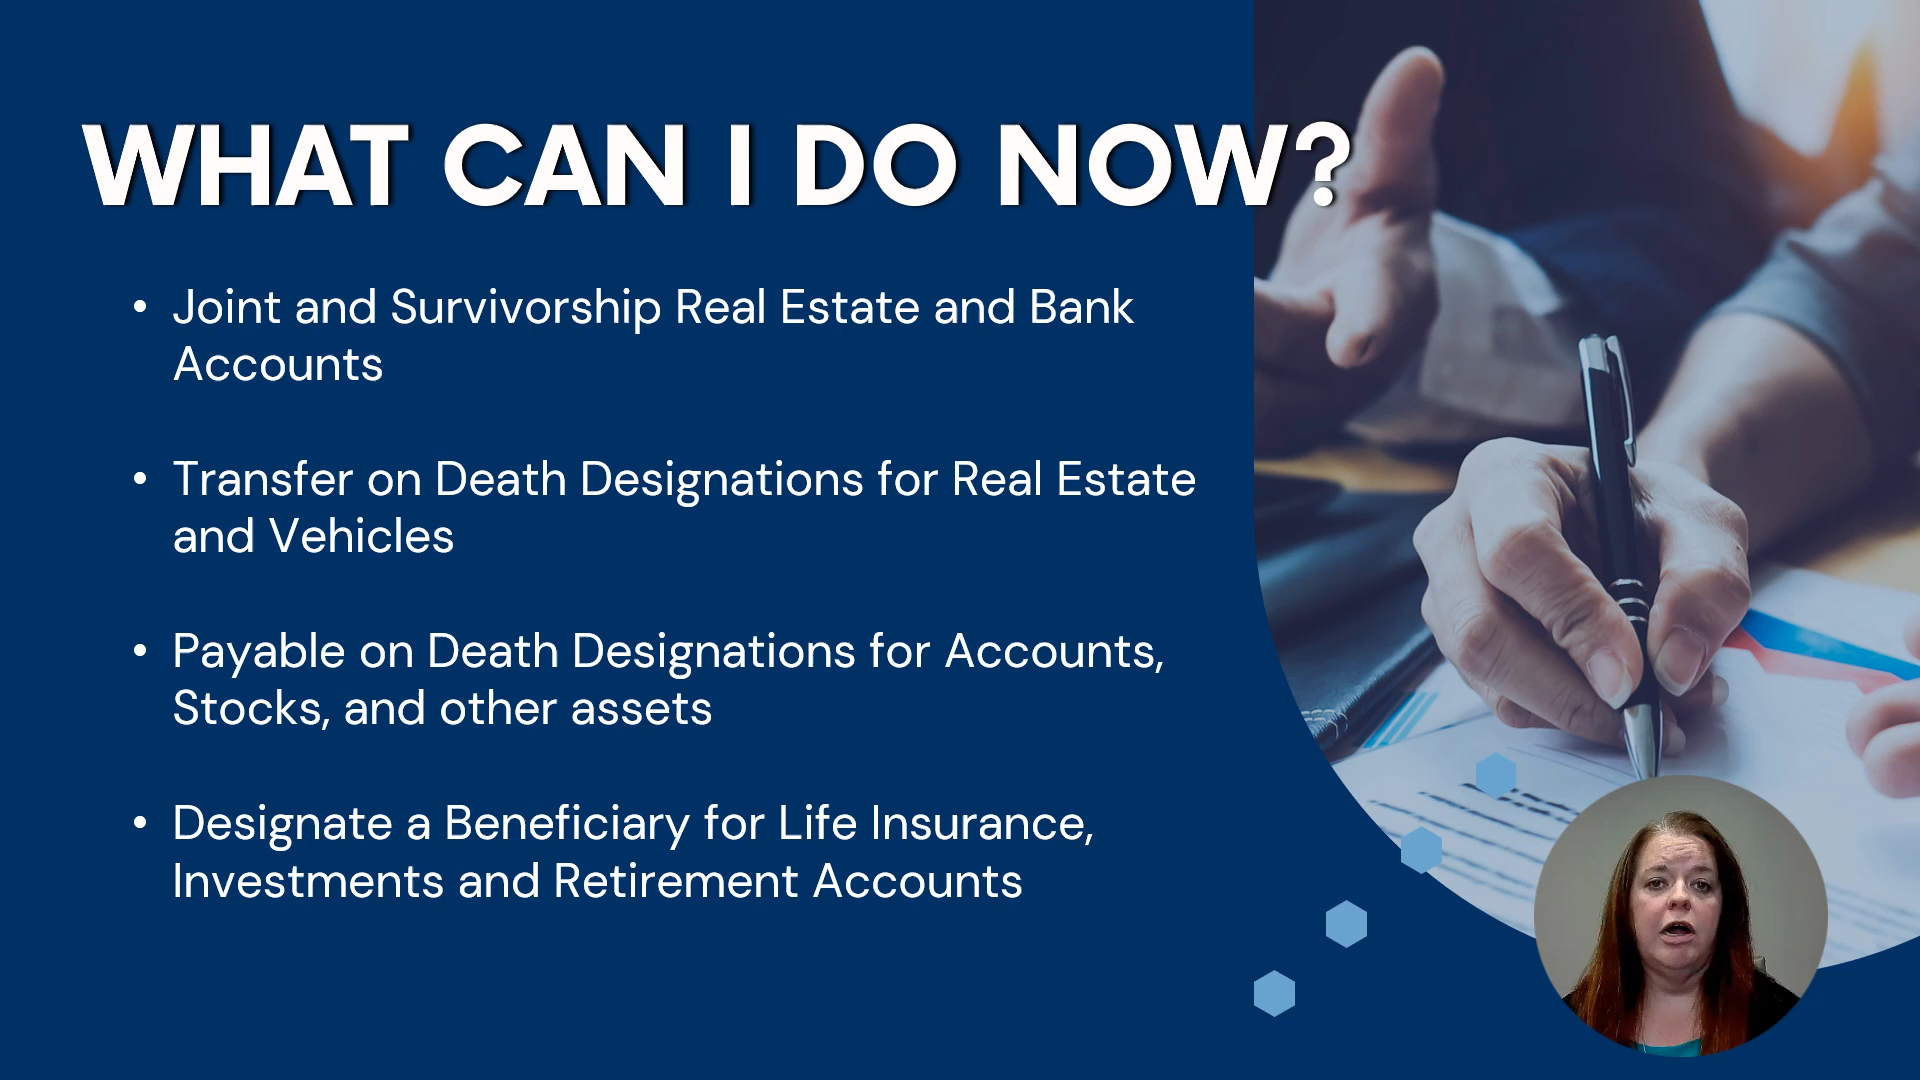 WHAT CAN I DO NOW?
• Joint and Survivorship Real Estate and Bank
Accounts
• Transfer on Death Designations for Real Estate
and Vehicles
• Payable on Death Designations for Accounts,
Stocks, and other assets
• Designate a Beneficiary for Life Insurance,
Investments and Retirement Accounts